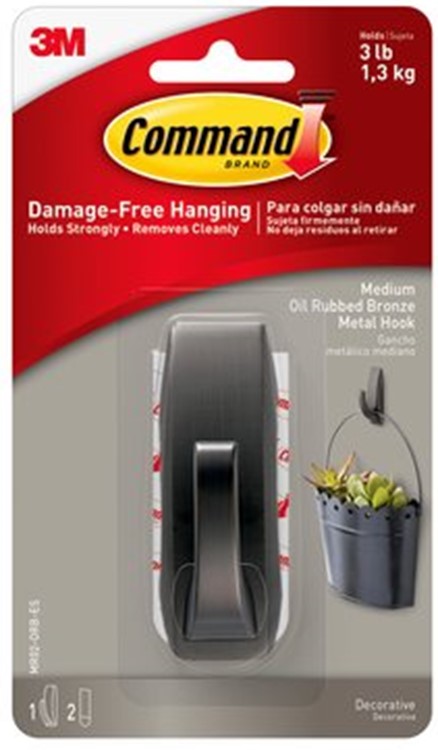 3M
Holds | Sujeta
3 lb
1,3 kg
Command
BRAND
Damage-Free Hanging
Holds Strongly • Removes Cleanly
Para colgar sin dañar
Sujeta firmemente
No deja residuos al retirar
Medium
Oil Rubbed Bronze
Metal Hook
Gancho
metálico mediano
MR02-ORB-ES
1 2
Decorative
Decorative